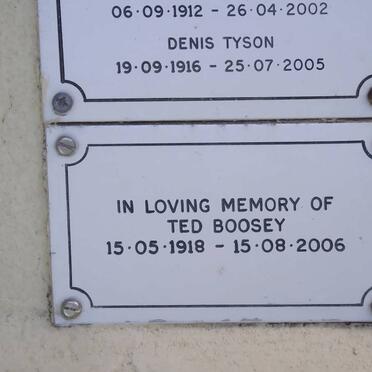 06·09·1912 - 26·04·2002
DENIS TYSON
19·09·1916 - 25·07·2005
IN LOVING MEMORY OF
TED BOOSEY
15·05·1918 - 15·08·2006